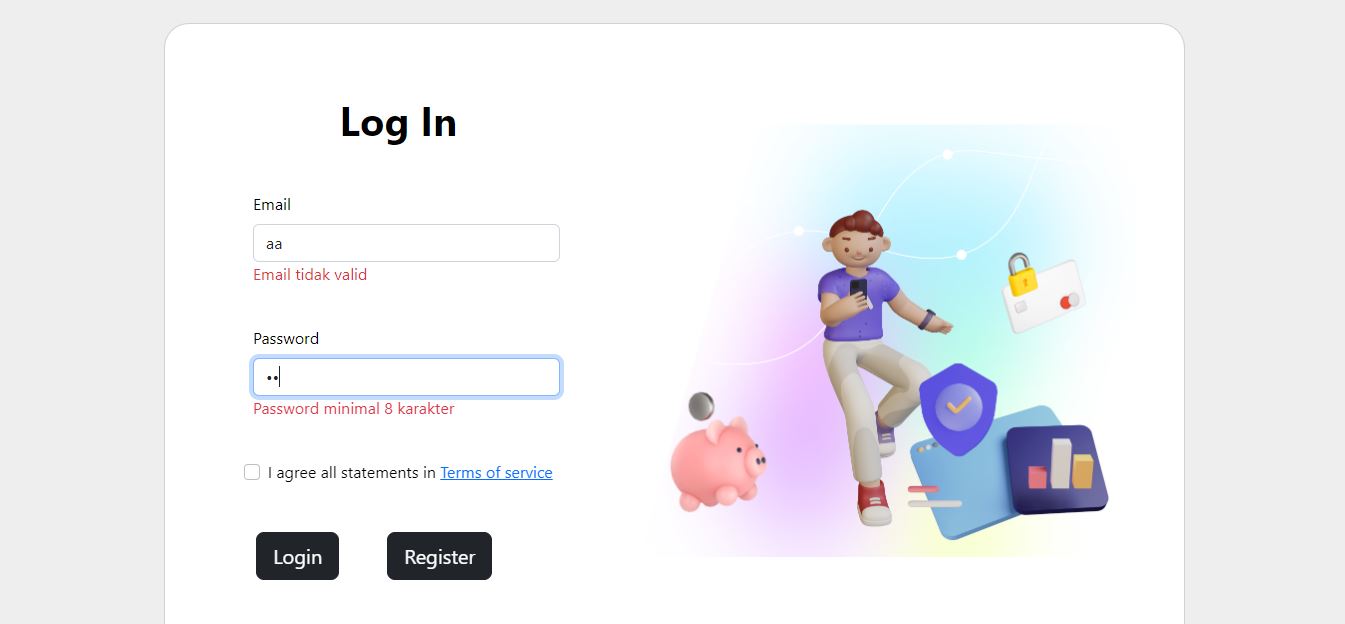 Log In
Email
aa
Email tidak valid
Password
••
Password minimal 8 karakter
I agree all statements in Terms of service
Login
Register